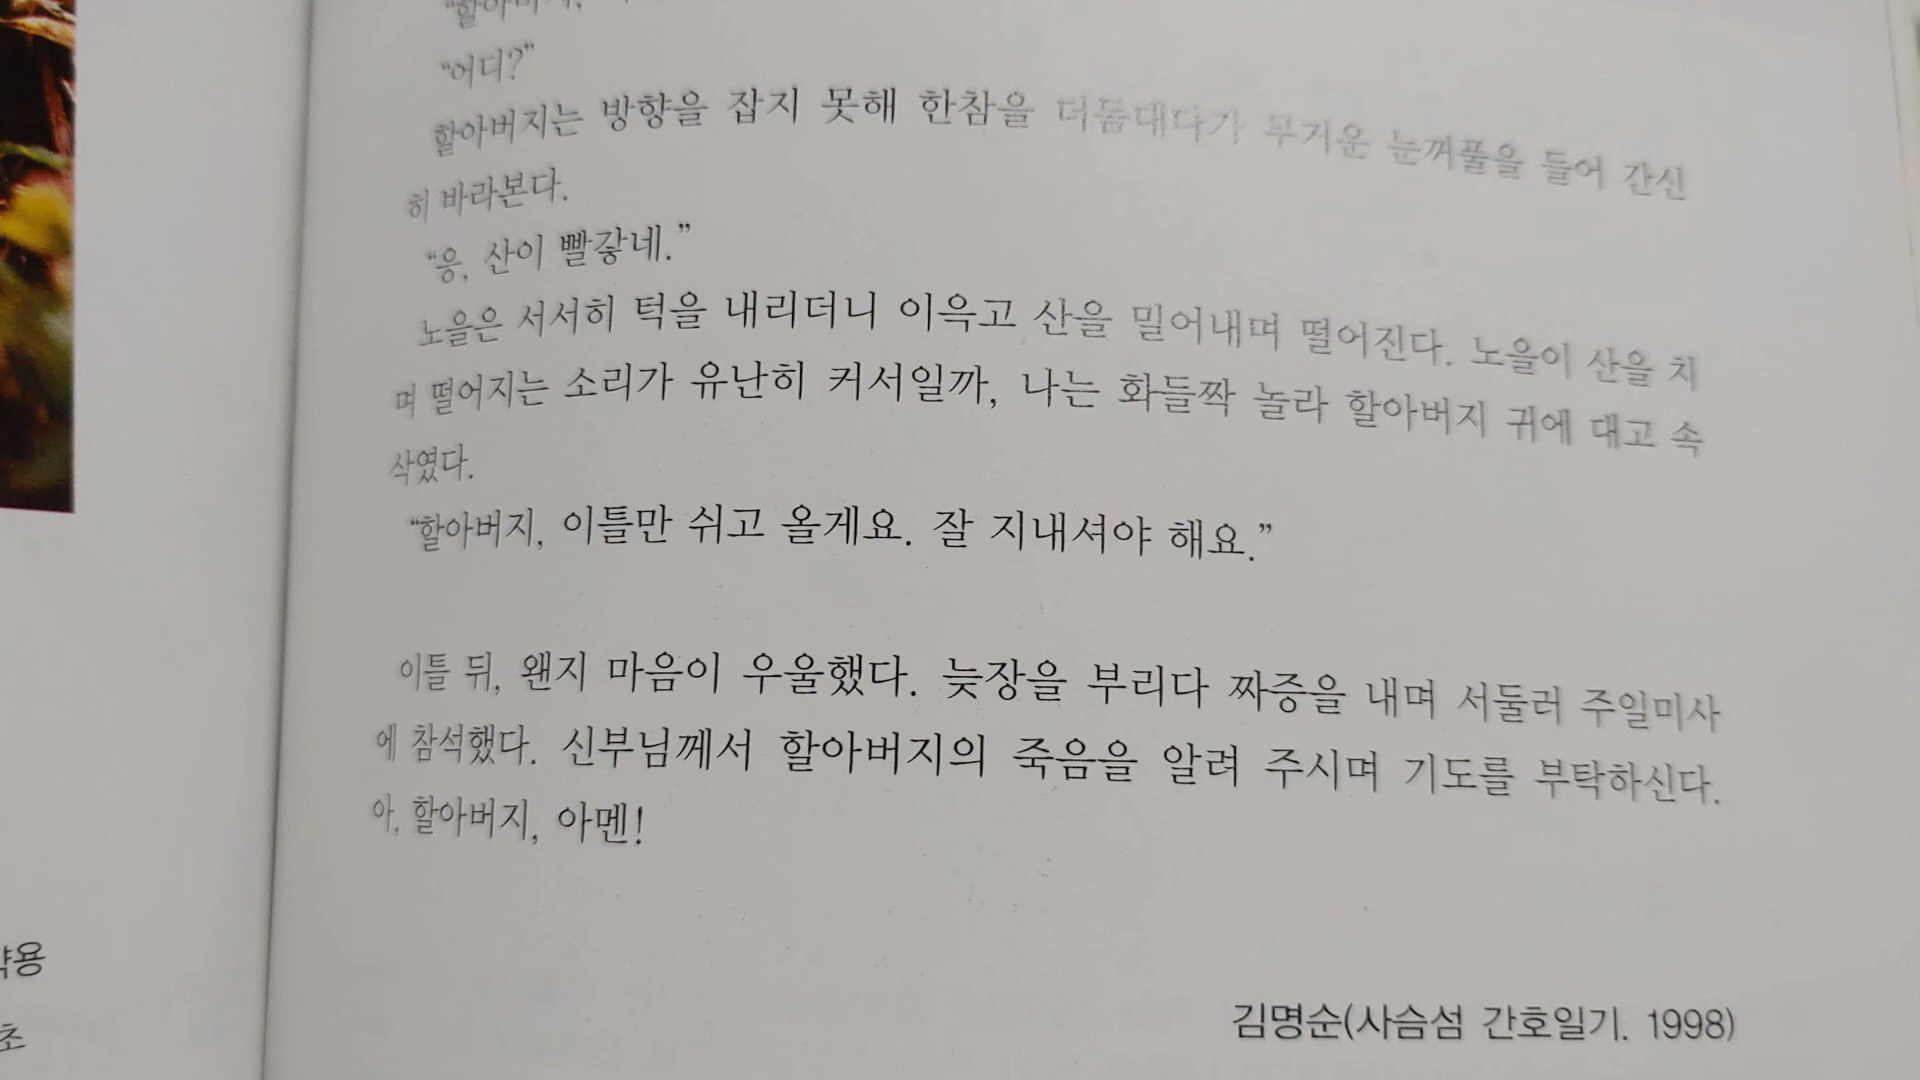 “할아버지,
“어디?”
할아버지는 방향을 잡지 못해 한참을 더듬대다가 무거운 눈꺼풀을 들어 간신
히 바라본다.
“응, 산이 빨갛네.”
노을은 서서히 턱을 내리더니 이윽고 산을 밀어내며 떨어진다. 노을이 산을 치
며 떨어지는 소리가 유난히 커서일까, 나는 화들짝 놀라 할아버지 귀에 대고 속
삭였다.
“할아버지, 이틀만 쉬고 올게요. 잘 지내셔야 해요.”
이틀 뒤, 왠지 마음이 우울했다. 늦장을 부리다 짜증을 내며 서둘러 주일미사
에 참석했다. 신부님께서 할아버지의 죽음을 알려 주시며 기도를 부탁하신다.
아, 할아버지, 아멘!
김명순(사슴섬 간호일기. 1998)
용
초